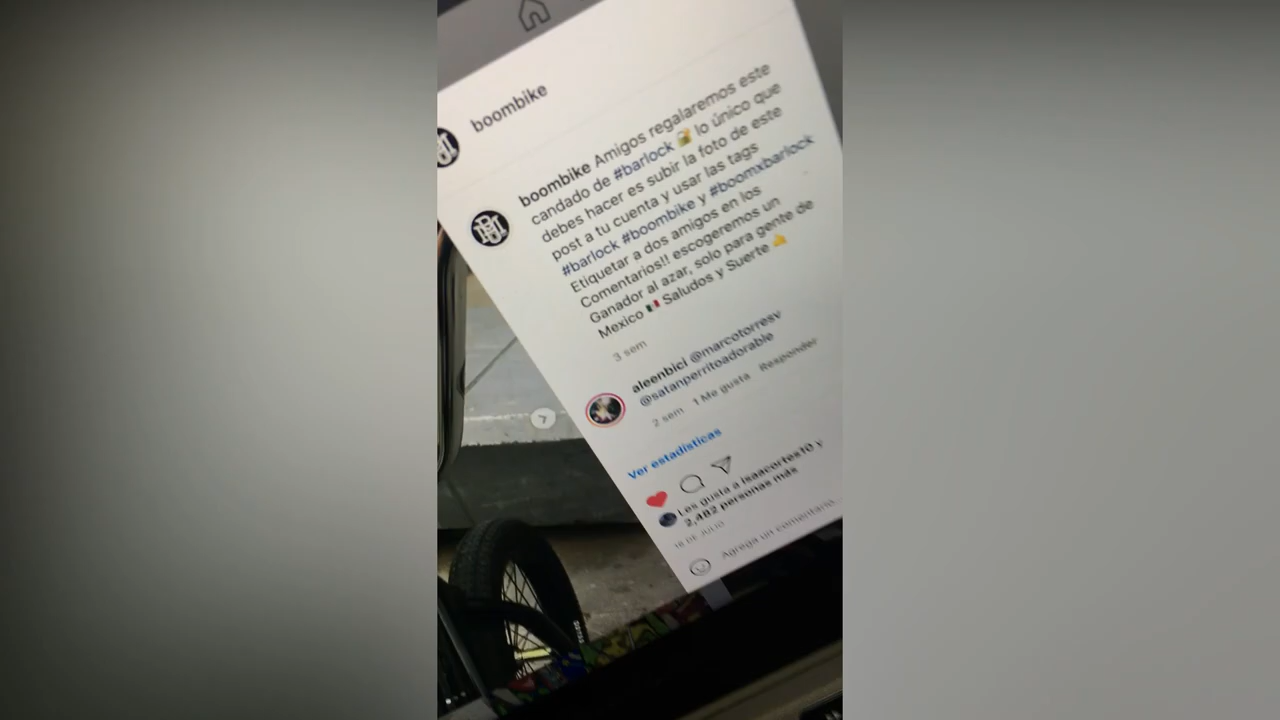 boombike
boombike Amigos regalaremos este
candado de #barlock 🔐 lo único que
debes hacer es subir la foto de este
post a tu cuenta y usar las tags
#barlock #boombike y #boomxbarlock
Etiquetar a dos amigos en los
Comentarios!! escogeremos un
Ganador al azar, solo para gente de
Mexico 🇲🇽 Saludos y Suerte 🤙
3 sem
aleenbici @marcotorresv
@satanperritoadorable
2 sem 1 Me gusta Responder
Ver estadísticas
Les gusta a isaacortes10 y
2,482 personas más
16 DE JULIO
Agrega un comentario...